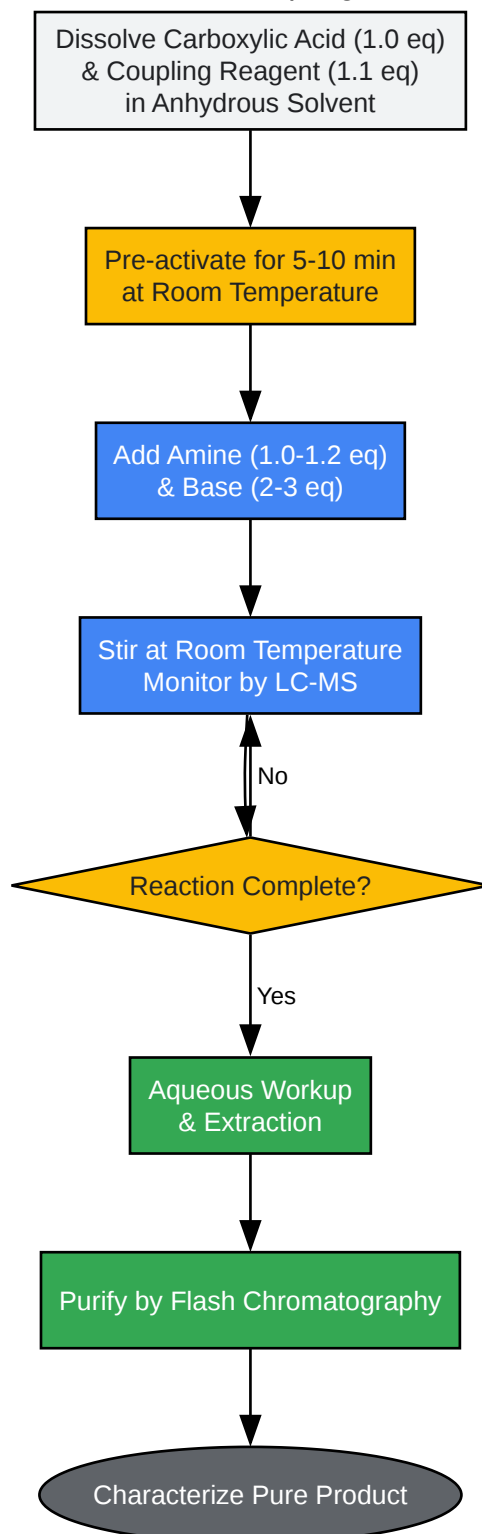 Dissolve Carboxylic Acid (1.0 eq)
& Coupling Reagent (1.1 eq)
in Anhydrous Solvent
Pre-activate for 5-10 min
at Room Temperature
Add Amine (1.0-1.2 eq)
& Base (2-3 eq)
Stir at Room Temperature
Monitor by LC-MS
No
Reaction Complete?
Yes
Aqueous Workup
& Extraction
Purify by Flash Chromatography
Characterize Pure Product